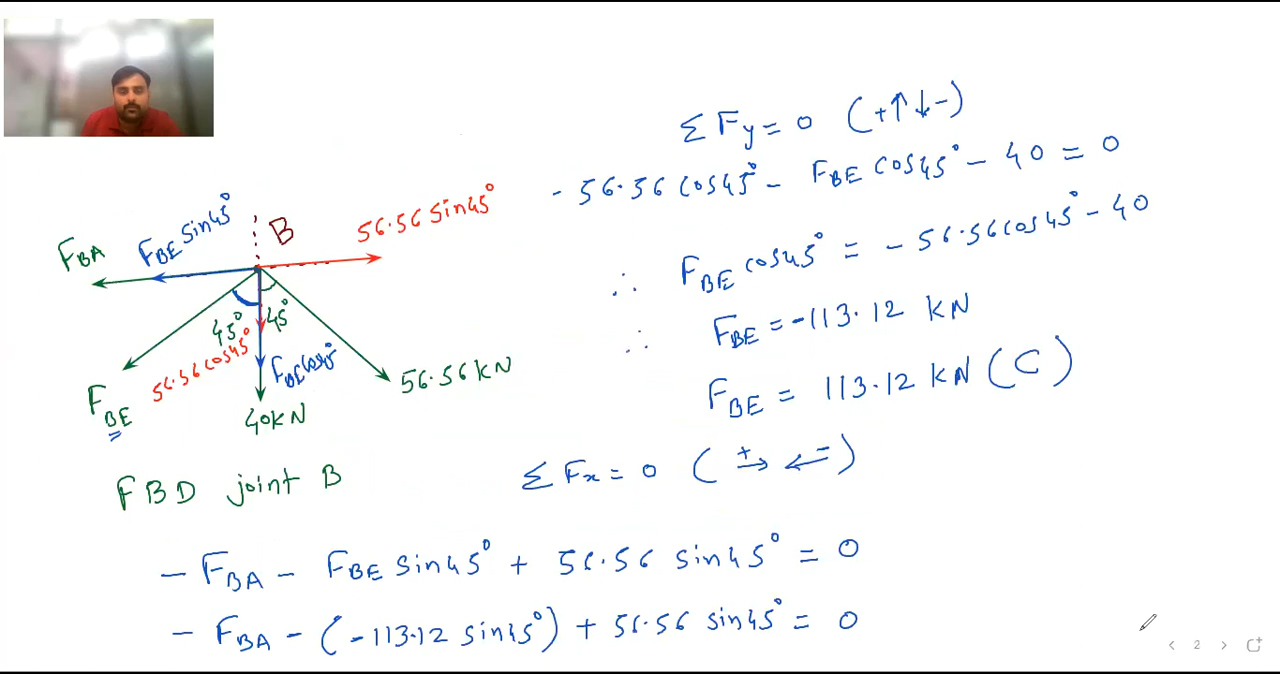 Σ Fy = 0 (+↑ ↓-)
- 56.56 cos45° - FBE cos45° - 40 = 0
∴ FBE cos45° = - 56.56 cos45° - 40
∴ FBE = -113.12 kN
FBE = 113.12 kN (C)
FBA
FBE sin45°
B
56.56 sin45°
45°
45°
56.56 cos45°
FBE cos45°
FBE
40kN
56.56 kN
FBD joint B
Σ Fx = 0 (+→ ←-)
- FBA - FBE sin45° + 56.56 sin45° = 0
- FBA - (-113.12 sin45°) + 56.56 sin45° = 0
2